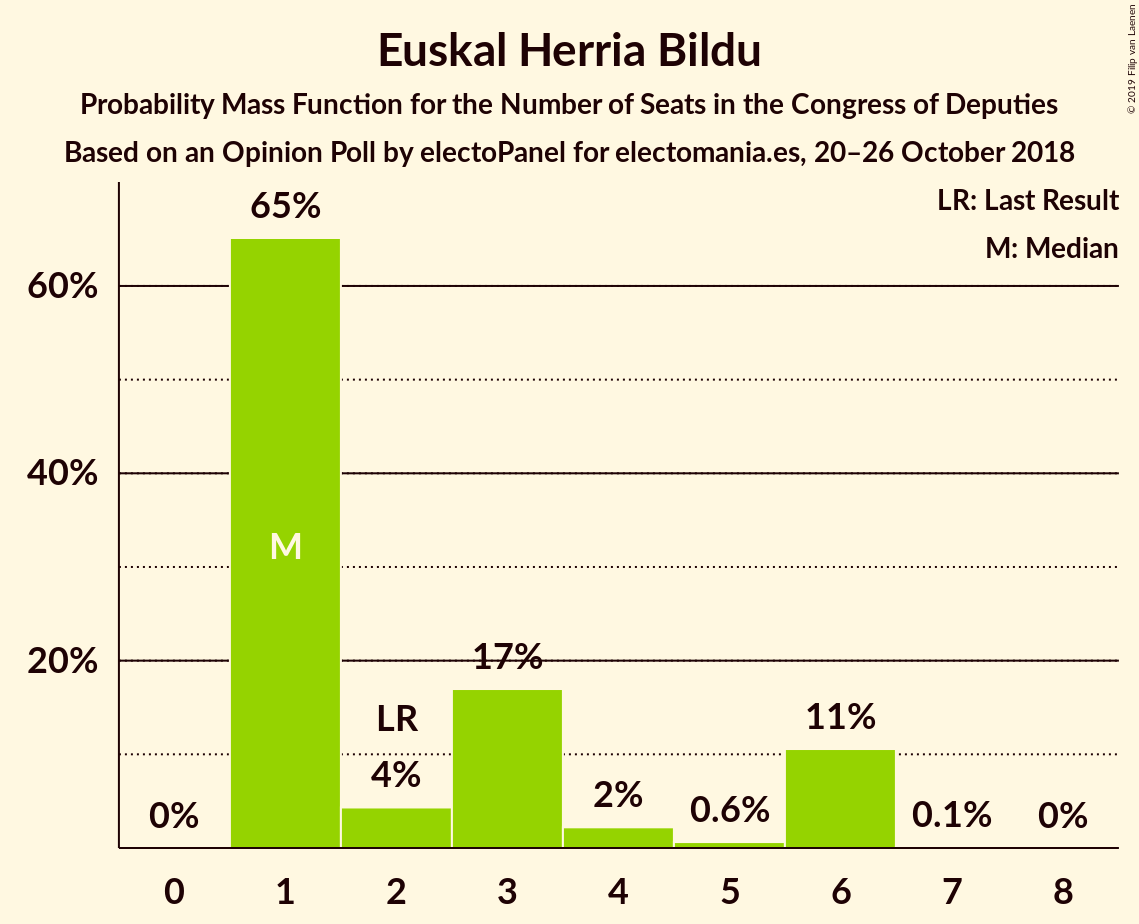 Euskal Herria Bildu
Probability Mass Function for the Number of Seats in the Congress of Deputies
Based on an Opinion Poll by electoPanel for electomania.es, 20–26 October 2018
© 2019 Filip van Laenen
LR: Last Result
M: Median
65%
60%
40%
M
20%
17%
LR
11%
4%
2%
0.6%
0%
0.1%
0%
0 1 2 3 4 5 6 7 8